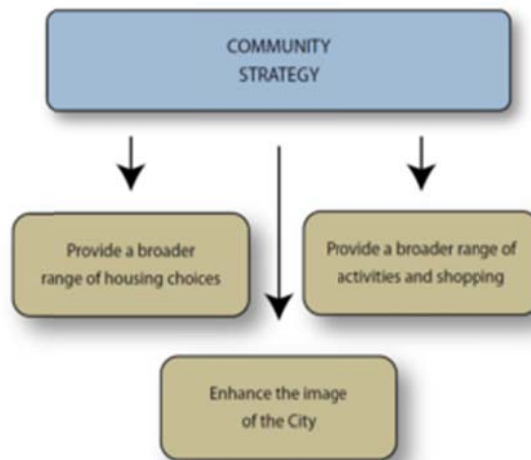 COMMUNITY
STRATEGY
Provide a broader
range of housing choices
Provide a broader range of
activities and shopping
Enhance the image
of the City